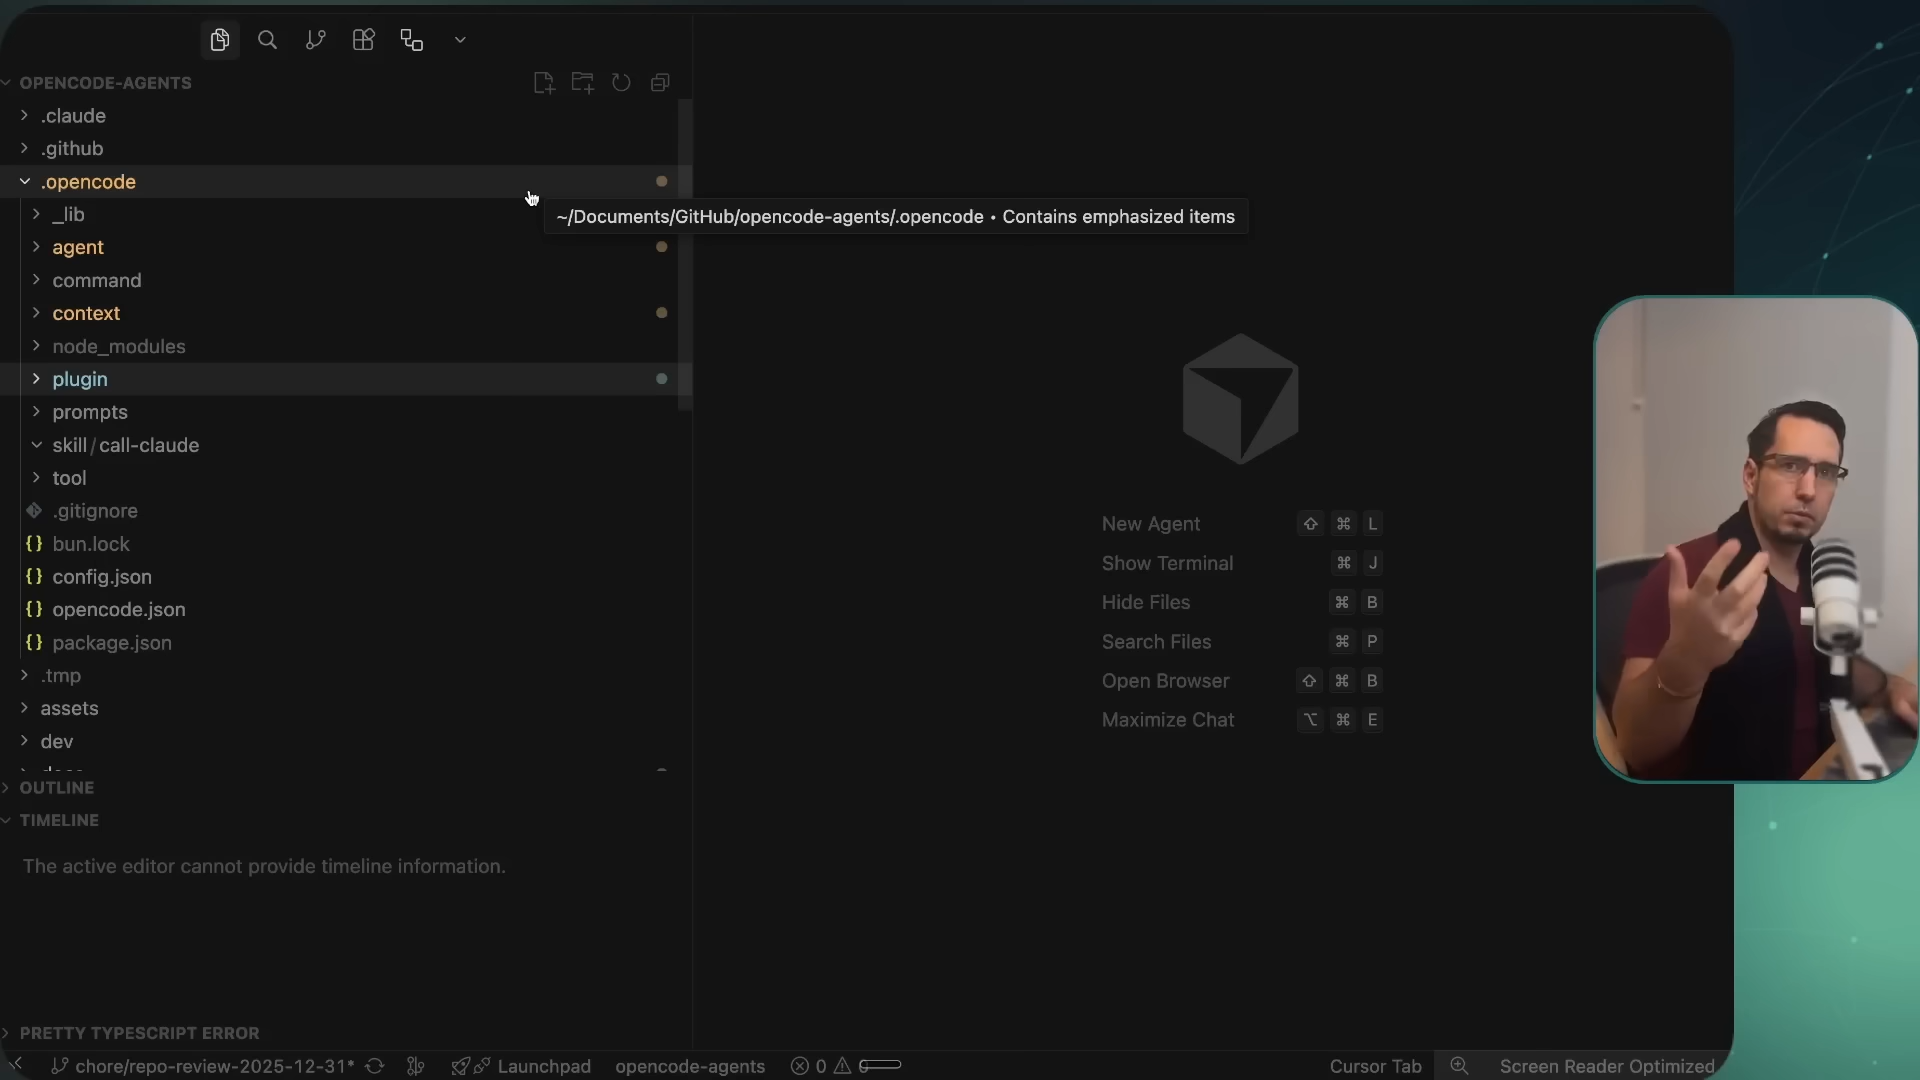 OPENCODE-AGENTS
.claude
.github
.opencode
~/Documents/GitHub/opencode-agents/.opencode • Contains emphasized items
_lib
agent
command
context
node_modules
plugin
prompts
skill/call-claude
tool
.gitignore
{} bun.lock
{} config.json
{} opencode.json
{} package.json
.tmp
assets
dev
OUTLINE
TIMELINE
The active editor cannot provide timeline information.
PRETTY TYPESCRIPT ERROR
New Agent ⇧ ⌘ L
Show Terminal ⌘ J
Hide Files ⌘ B
Search Files ⌘ P
Open Browser ⇧ ⌘ B
Maximize Chat ⌥ ⌘ E
chore/repo-review-2025-12-31* Launchpad opencode-agents 0 Cursor Tab Screen Reader Optimized